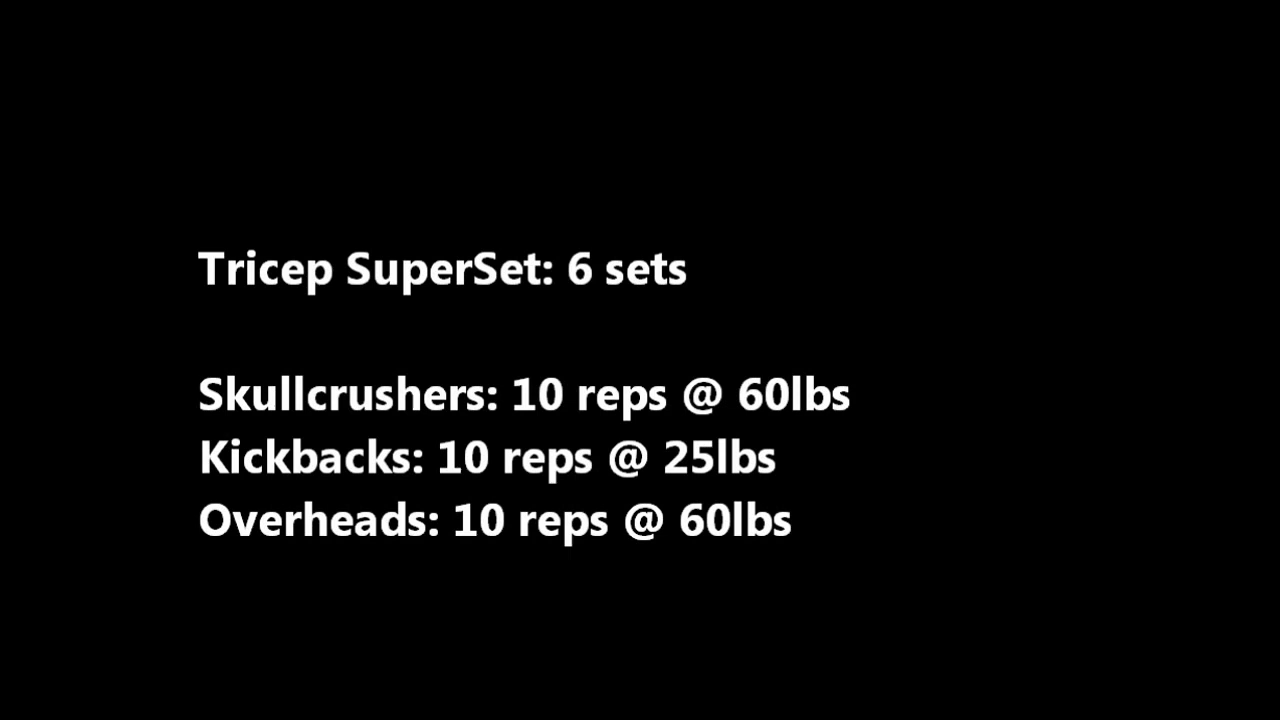 Tricep SuperSet: 6 sets
Skullcrushers: 10 reps @ 60lbs
Kickbacks: 10 reps @ 25lbs
Overheads: 10 reps @ 60lbs